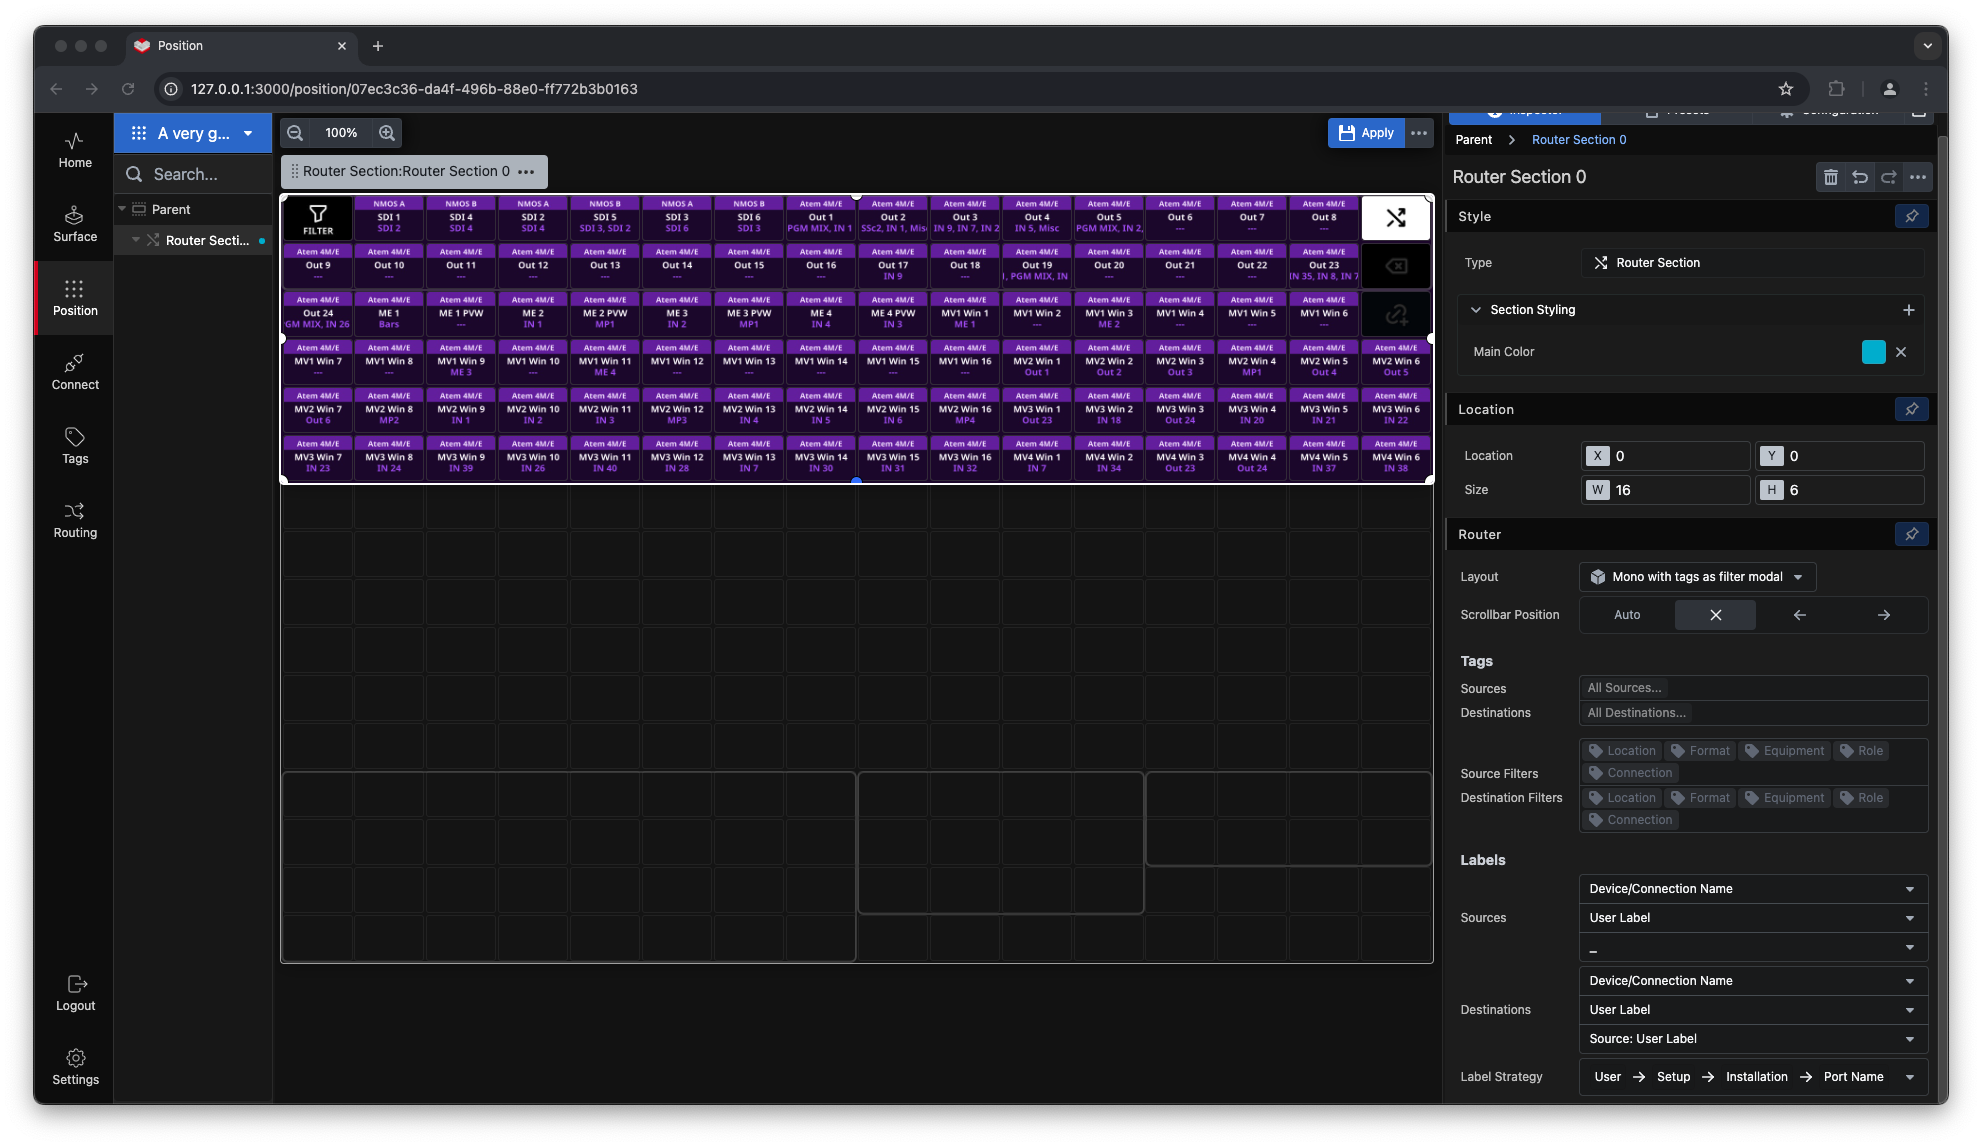 Position
127.0.0.1:3000/position/07ec3c36-da4f-496b-88e0-ff772b3b0163
Home
Surface
Position
Connect
Tags
Routing
Logout
Settings
A very g...
Search...
Parent
Router Secti...
100%
Apply
Router Section:Router Section 0
FILTER
NMOS A NMOS B NMOS A NMOS B NMOS A NMOS B Atem 4M/E Atem 4M/E Atem 4M/E Atem 4M/E Atem 4M/E Atem 4M/E Atem 4M/E Atem 4M/E
SDI 1 SDI 4 SDI 2 SDI 5 SDI 3 SDI 6 Out 1 Out 2 Out 3 Out 4 Out 5 Out 6 Out 7 Out 8
SDI 2 SDI 4 SDI 4 SDI 3, SDI 2 SDI 6 SDI 3 PGM MIX, IN 1 SSc2, IN 1, Mis IN 9, IN 7, IN 2 IN 5, Misc PGM MIX, IN 2, --- --- ---
Atem 4M/E Atem 4M/E Atem 4M/E Atem 4M/E Atem 4M/E Atem 4M/E Atem 4M/E Atem 4M/E Atem 4M/E Atem 4M/E Atem 4M/E Atem 4M/E Atem 4M/E Atem 4M/E Atem 4M/E
Out 9 Out 10 Out 11 Out 12 Out 13 Out 14 Out 15 Out 16 Out 17 Out 18 Out 19 Out 20 Out 21 Out 22 Out 23
--- --- --- --- --- --- --- --- IN 9 --- , PGM MIX, IN --- --- --- IN 35, IN 8, IN 7
Atem 4M/E Atem 4M/E Atem 4M/E Atem 4M/E Atem 4M/E Atem 4M/E Atem 4M/E Atem 4M/E Atem 4M/E Atem 4M/E Atem 4M/E Atem 4M/E Atem 4M/E Atem 4M/E Atem 4M/E
Out 24 ME 1 ME 1 PVW ME 2 ME 2 PVW ME 3 ME 3 PVW ME 4 ME 4 PVW MV1 Win 1 MV1 Win 2 MV1 Win 3 MV1 Win 4 MV1 Win 5 MV1 Win 6
GM MIX, IN 26 Bars --- IN 1 MP1 IN 2 MP1 IN 4 IN 3 ME 1 --- ME 2 --- --- ---
Atem 4M/E Atem 4M/E Atem 4M/E Atem 4M/E Atem 4M/E Atem 4M/E Atem 4M/E Atem 4M/E Atem 4M/E Atem 4M/E Atem 4M/E Atem 4M/E Atem 4M/E Atem 4M/E Atem 4M/E Atem 4M/E
MV1 Win 7 MV1 Win 8 MV1 Win 9 MV1 Win 10 MV1 Win 11 MV1 Win 12 MV1 Win 13 MV1 Win 14 MV1 Win 15 MV1 Win 16 MV2 Win 1 MV2 Win 2 MV2 Win 3 MV2 Win 4 MV2 Win 5 MV2 Win 6
--- --- ME 3 --- ME 4 --- --- --- --- --- Out 1 Out 2 Out 3 MP1 Out 4 Out 5
Atem 4M/E Atem 4M/E Atem 4M/E Atem 4M/E Atem 4M/E Atem 4M/E Atem 4M/E Atem 4M/E Atem 4M/E Atem 4M/E Atem 4M/E Atem 4M/E Atem 4M/E Atem 4M/E Atem 4M/E Atem 4M/E
MV2 Win 7 MV2 Win 8 MV2 Win 9 MV2 Win 10 MV2 Win 11 MV2 Win 12 MV2 Win 13 MV2 Win 14 MV2 Win 15 MV2 Win 16 MV3 Win 1 MV3 Win 2 MV3 Win 3 MV3 Win 4 MV3 Win 5 MV3 Win 6
Out 6 MP2 IN 1 IN 2 IN 3 MP3 IN 4 IN 5 IN 6 MP4 Out 23 IN 18 Out 24 IN 20 IN 21 IN 22
Atem 4M/E Atem 4M/E Atem 4M/E Atem 4M/E Atem 4M/E Atem 4M/E Atem 4M/E Atem 4M/E Atem 4M/E Atem 4M/E Atem 4M/E Atem 4M/E Atem 4M/E Atem 4M/E Atem 4M/E Atem 4M/E
MV3 Win 7 MV3 Win 8 MV3 Win 9 MV3 Win 10 MV3 Win 11 MV3 Win 12 MV3 Win 13 MV3 Win 14 MV3 Win 15 MV3 Win 16 MV4 Win 1 MV4 Win 2 MV4 Win 3 MV4 Win 4 MV4 Win 5 MV4 Win 6
IN 23 IN 24 IN 39 IN 26 IN 40 IN 28 IN 7 IN 30 IN 31 IN 32 IN 7 IN 34 Out 23 Out 24 IN 37 IN 38
Parent Router Section 0
Router Section 0
Style
Type Router Section
Section Styling
Main Color
Location
Location X 0 Y 0
Size W 16 H 6
Router
Layout Mono with tags as filter modal
Scrollbar Position Auto
Tags
Sources All Sources...
Destinations All Destinations...
Source Filters Location Format Equipment Role
Connection
Destination Filters Location Format Equipment Role
Connection
Labels
Sources
Device/Connection Name
User Label
–
Destinations
Device/Connection Name
User Label
Source: User Label
Label Strategy User → Setup → Installation → Port Name